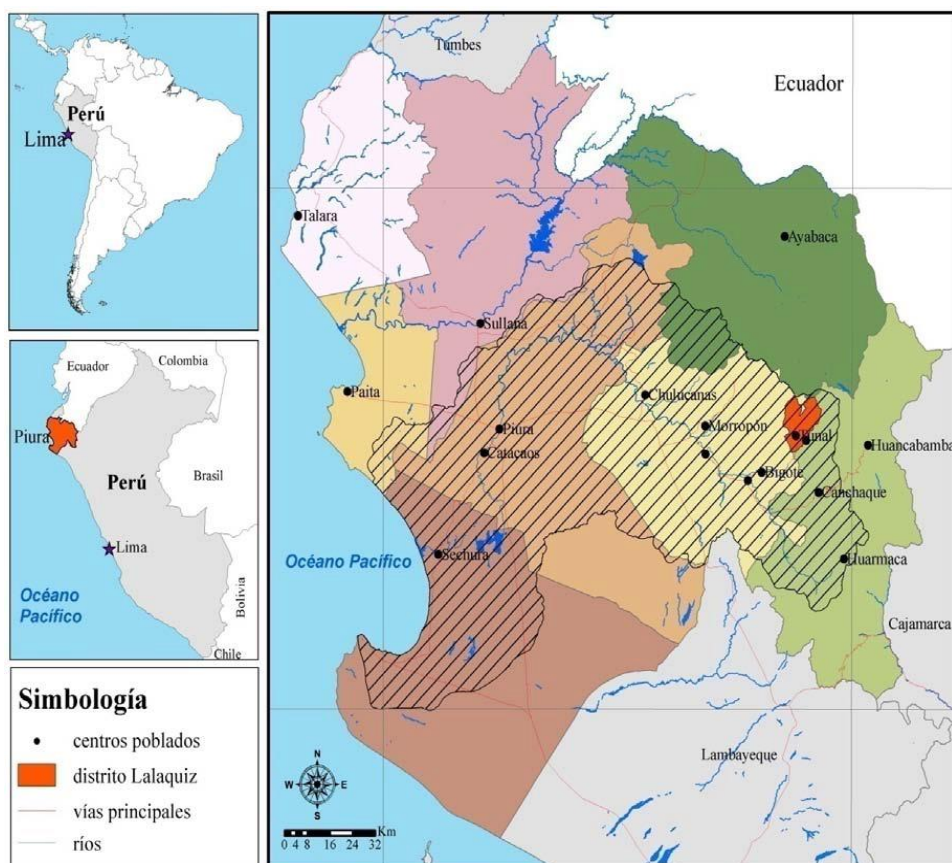 Perú
Lima
Ecuador
Colombia
Piura
Perú
Brasil
Lima
Océano
Pacífico
Bolivia
Chile
Simbología
centros poblados
distrito Lalaquiz
vías principales
ríos
Tumbes
Ecuador
Talara
Ayabaca
Sullana
Paita
Chulucanas
Piura
Morropón
Tunal
Huancabamba
Catacaos
Bigote
Canchaque
Océano Pacífico
Sechura
Huarmaca
Cajamarca
Lambayeque
N
W E
S
Km
0 4 8 16 24 32